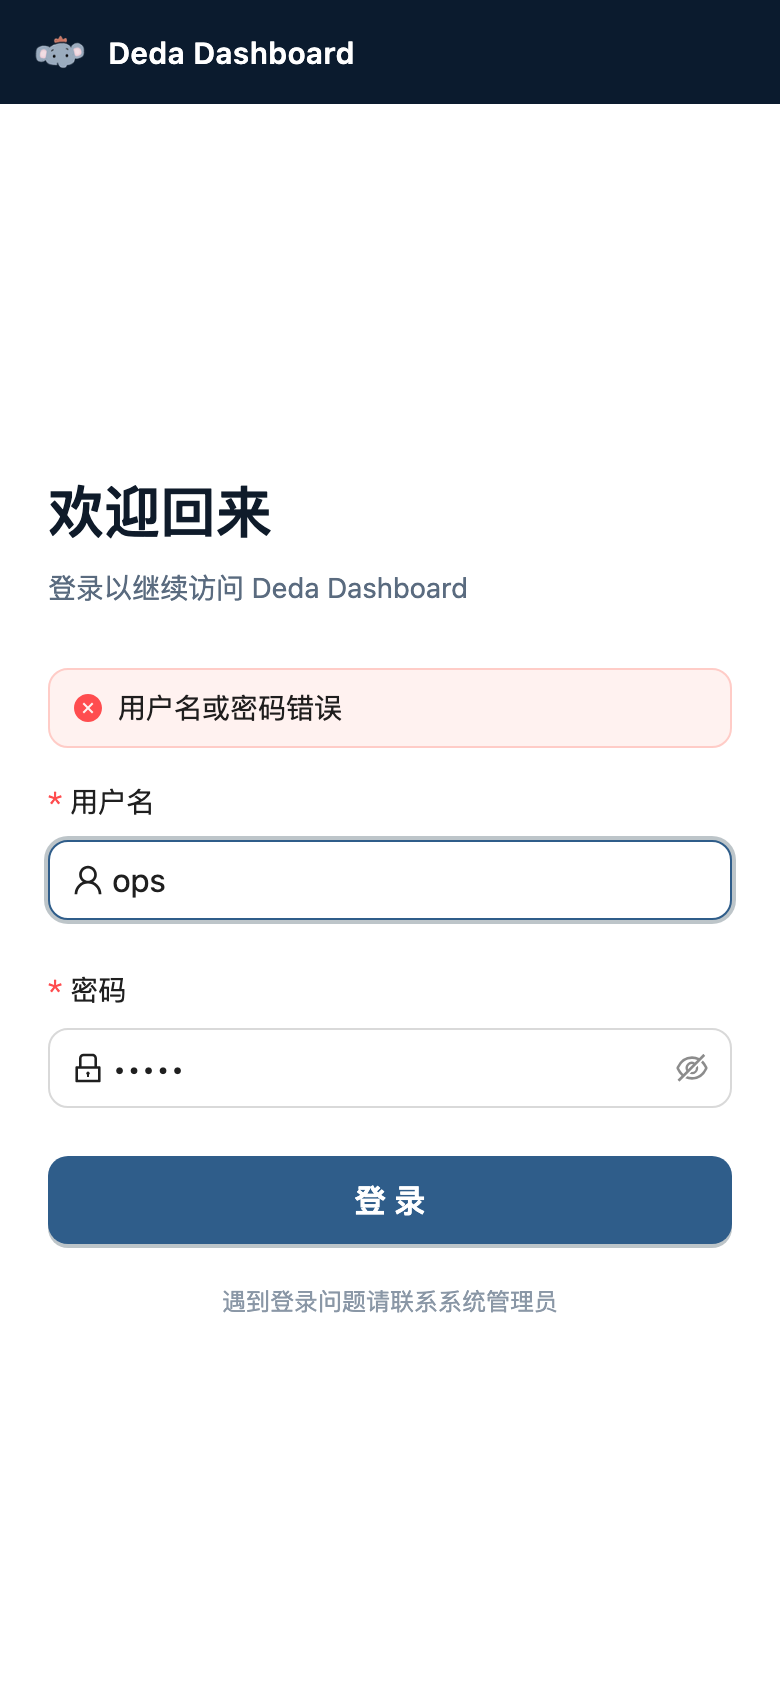 Deda Dashboard
欢迎回来
登录以继续访问 Deda Dashboard
用户名或密码错误
* 用户名
ops
* 密码
•••••
登 录
遇到登录问题请联系系统管理员